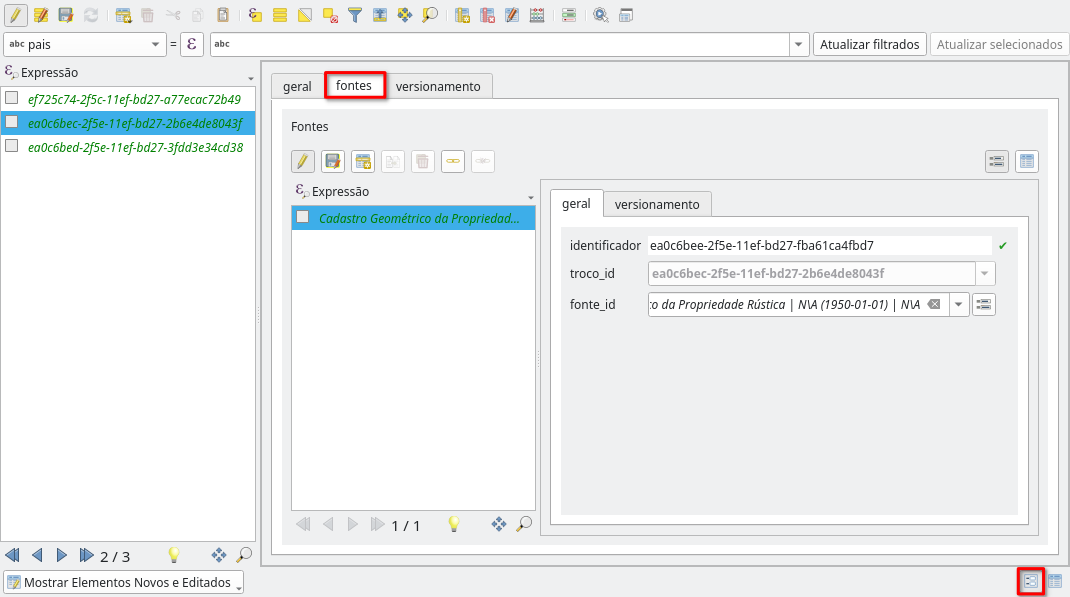 abc pais = ε abc Atualizar filtrados Atualizar selecionados
Expressão
ef725c74-2f5c-11ef-bd27-a77ecac72b49
ea0c6bec-2f5e-11ef-bd27-2b6e4de8043f
ea0c6bed-2f5e-11ef-bd27-3fdd3e34cd38
geral fontes versionamento
Fontes
Expressão
Cadastro Geométrico da Propriedad...
geral versionamento
identificador ea0c6bee-2f5e-11ef-bd27-fba61ca4fbd7
troco_id ea0c6bec-2f5e-11ef-bd27-2b6e4de8043f
fonte_id o da Propriedade Rústica | N\A (1950-01-01) | N\A
1 / 1
2 / 3
Mostrar Elementos Novos e Editados